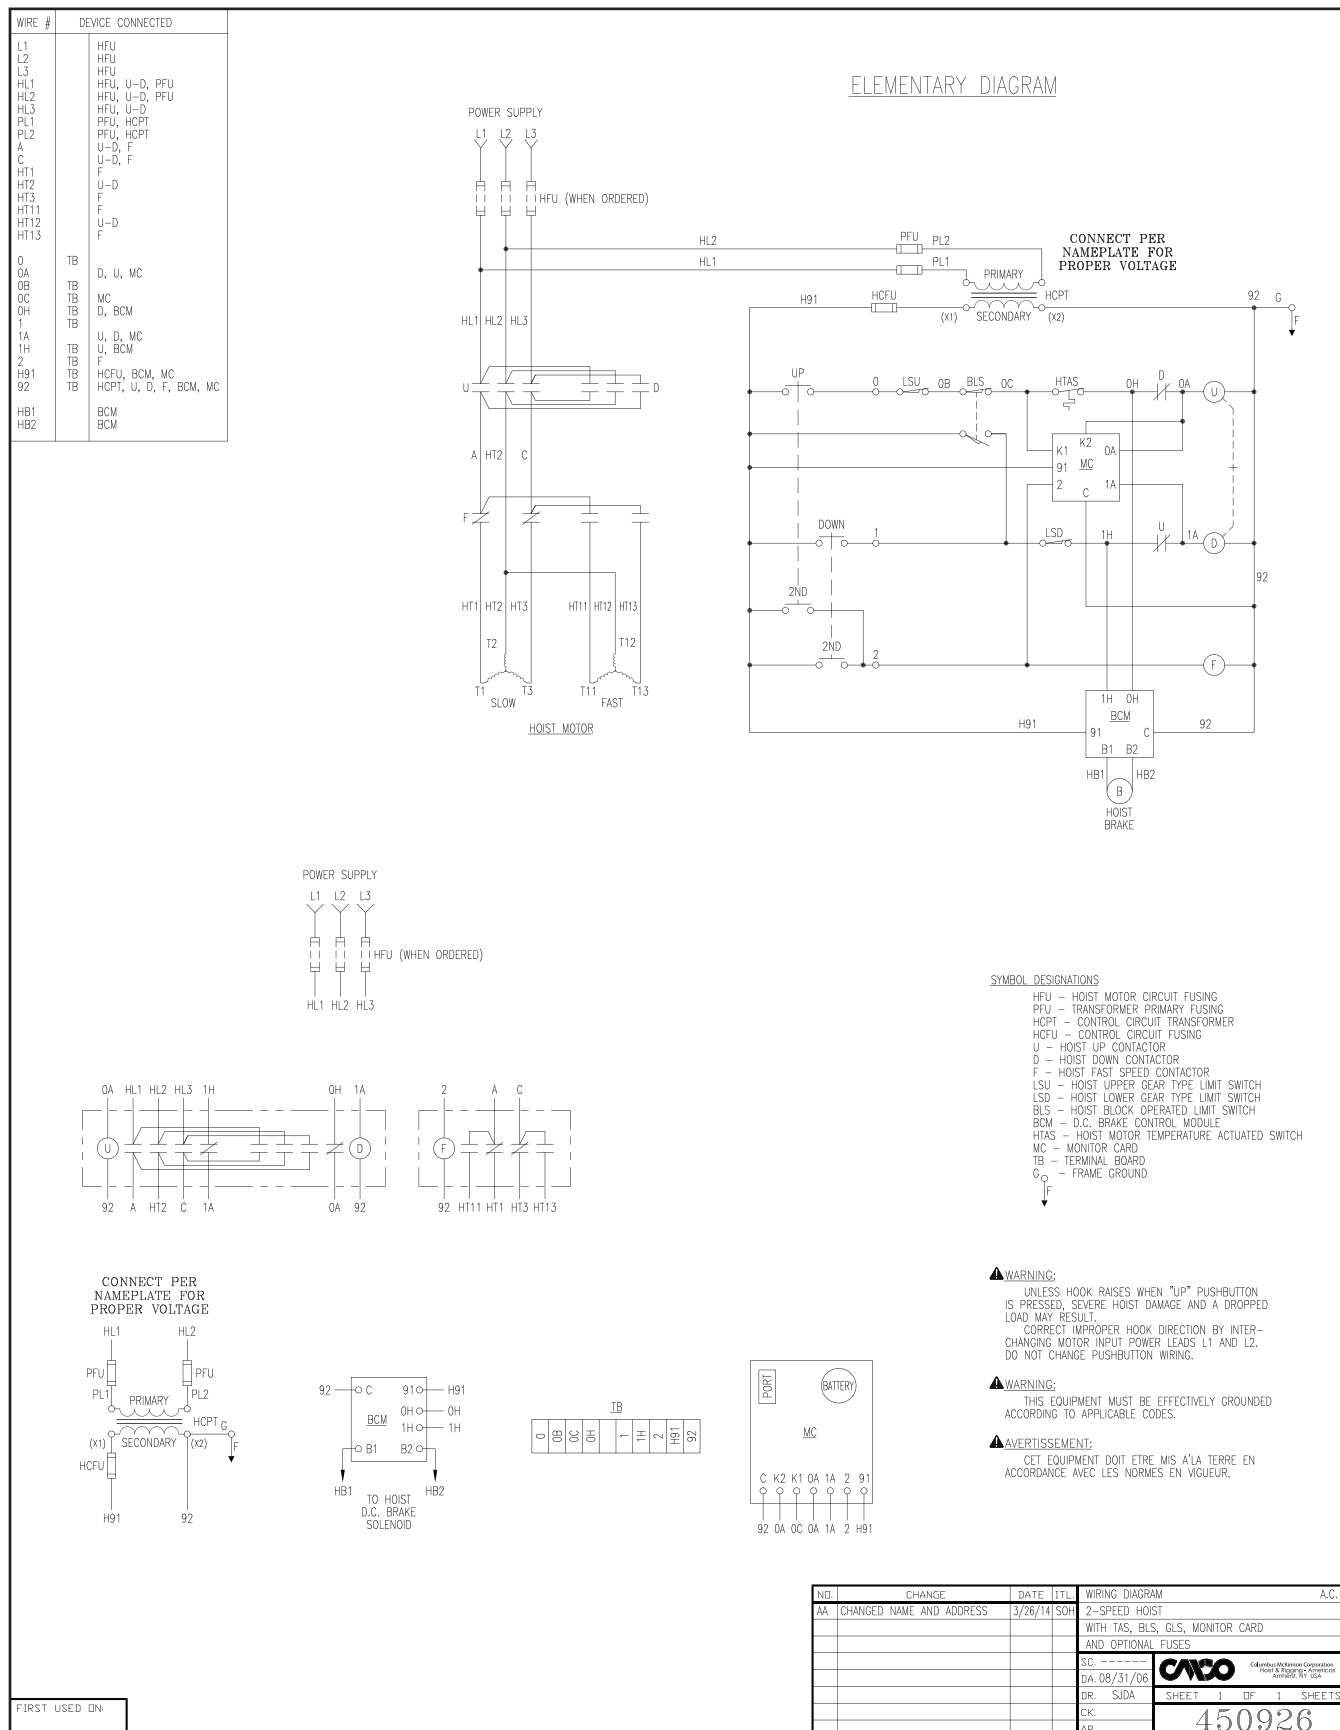 WIRE # DEVICE CONNECTED
L1 HFU
L2 HFU
L3 HFU
HL1 HFU, U-D, PFU
HL2 HFU, U-D, PFU
HL3 HFU, U-D
PL1 PFU, HCPT
PL2 PFU, HCPT
A U-D, F
C U-D, F
HT1 F
HT2 U-D
HT3 F
HT11 F
HT12 U-D
HT13 F
0 TB
0A D, U, MC
0B TB
0C TB MC
0H TB D, BCM
1 TB
1A U, D, MC
1H TB U, BCM
2 TB F
H91 TB HCFU, BCM, MC
92 TB HCPT, U, D, F, BCM, MC
HB1 BCM
HB2 BCM
ELEMENTARY DIAGRAM
POWER SUPPLY
L1 L2 L3
HFU (WHEN ORDERED)
HL2 PFU PL2
HL1 PL1
CONNECT PER
NAMEPLATE FOR
PROPER VOLTAGE
PRIMARY
H91 HCFU HCPT 92 G
(X1) SECONDARY (X2)
F
HL1 HL2 HL3
U D
UP 0 LSU 0B BLS 0C HTAS 0H D 0A U
A HT2 C
K2
K1 0A
91 MC
2 1A
C
F
DOWN 1 LSD 1H U 1A D
92
2ND
HT1 HT2 HT3 HT11 HT12 HT13
T2 T12
2ND 2 F
T1 T3 T11 T13
SLOW FAST
HOIST MOTOR
1H 0H
BCM
H91 91 C 92
B1 B2
HB1 HB2
B
HOIST
BRAKE
POWER SUPPLY
L1 L2 L3
HFU (WHEN ORDERED)
HL1 HL2 HL3
SYMBOL DESIGNATIONS
HFU - HOIST MOTOR CIRCUIT FUSING
PFU - TRANSFORMER PRIMARY FUSING
HCPT - CONTROL CIRCUIT TRANSFORMER
HCFU - CONTROL CIRCUIT FUSING
U - HOIST UP CONTACTOR
D - HOIST DOWN CONTACTOR
F - HOIST FAST SPEED CONTACTOR
LSU - HOIST UPPER GEAR TYPE LIMIT SWITCH
LSD - HOIST LOWER GEAR TYPE LIMIT SWITCH
BLS - HOIST BLOCK OPERATED LIMIT SWITCH
BCM - D.C. BRAKE CONTROL MODULE
HTAS - HOIST MOTOR TEMPERATURE ACTUATED SWITCH
MC - MONITOR CARD
TB - TERMINAL BOARD
G - FRAME GROUND
F
0A HL1 HL2 HL3 1H 0H 1A 2 A C
U D F
92 A HT2 C 1A 0A 92 92 HT11 HT1 HT3 HT13
CONNECT PER
NAMEPLATE FOR
PROPER VOLTAGE
HL1 HL2
PFU PFU
PL1 PL2
PRIMARY
HCPT G
(X1) SECONDARY (X2) F
HCFU
H91 92
92 C 91 H91
0H 0H
BCM 1H 1H
B1 B2
HB1 HB2
TO HOIST
D.C. BRAKE
SOLENOID
TB
0 0B 0C 0H 1 1H 2 H91 92
PORT BATTERY
MC
C K2 K1 0A 1A 2 91
92 0A 0C 0A 1A 2 H91
WARNING:
UNLESS HOOK RAISES WHEN "UP" PUSHBUTTON
IS PRESSED, SEVERE HOIST DAMAGE AND A DROPPED
LOAD MAY RESULT.
CORRECT IMPROPER HOOK DIRECTION BY INTER-
CHANGING MOTOR INPUT POWER LEADS L1 AND L2.
DO NOT CHANGE PUSHBUTTON WIRING.
WARNING:
THIS EQUIPMENT MUST BE EFFECTIVELY GROUNDED
ACCORDING TO APPLICABLE CODES.
AVERTISSEMENT:
CET EQUIPMENT DOIT ETRE MIS A'LA TERRE EN
ACCORDANCE AVEC LES NORMES EN VIGUEUR.
NO. CHANGE DATE ITL. WIRING DIAGRAM A.C.
AA CHANGED NAME AND ADDRESS 3/26/14 SOH 2-SPEED HOIST
WITH TAS, BLS, GLS, MONITOR CARD
AND OPTIONAL FUSES
SC. ------
CMCO Columbus McKinnon Corporation
Hoist & Rigging - Americas
Amherst, NY USA
DA. 08/31/06
DR. SJDA SHEET 1 OF 1 SHEETS
CK.
450926
AP.
FIRST USED ON: